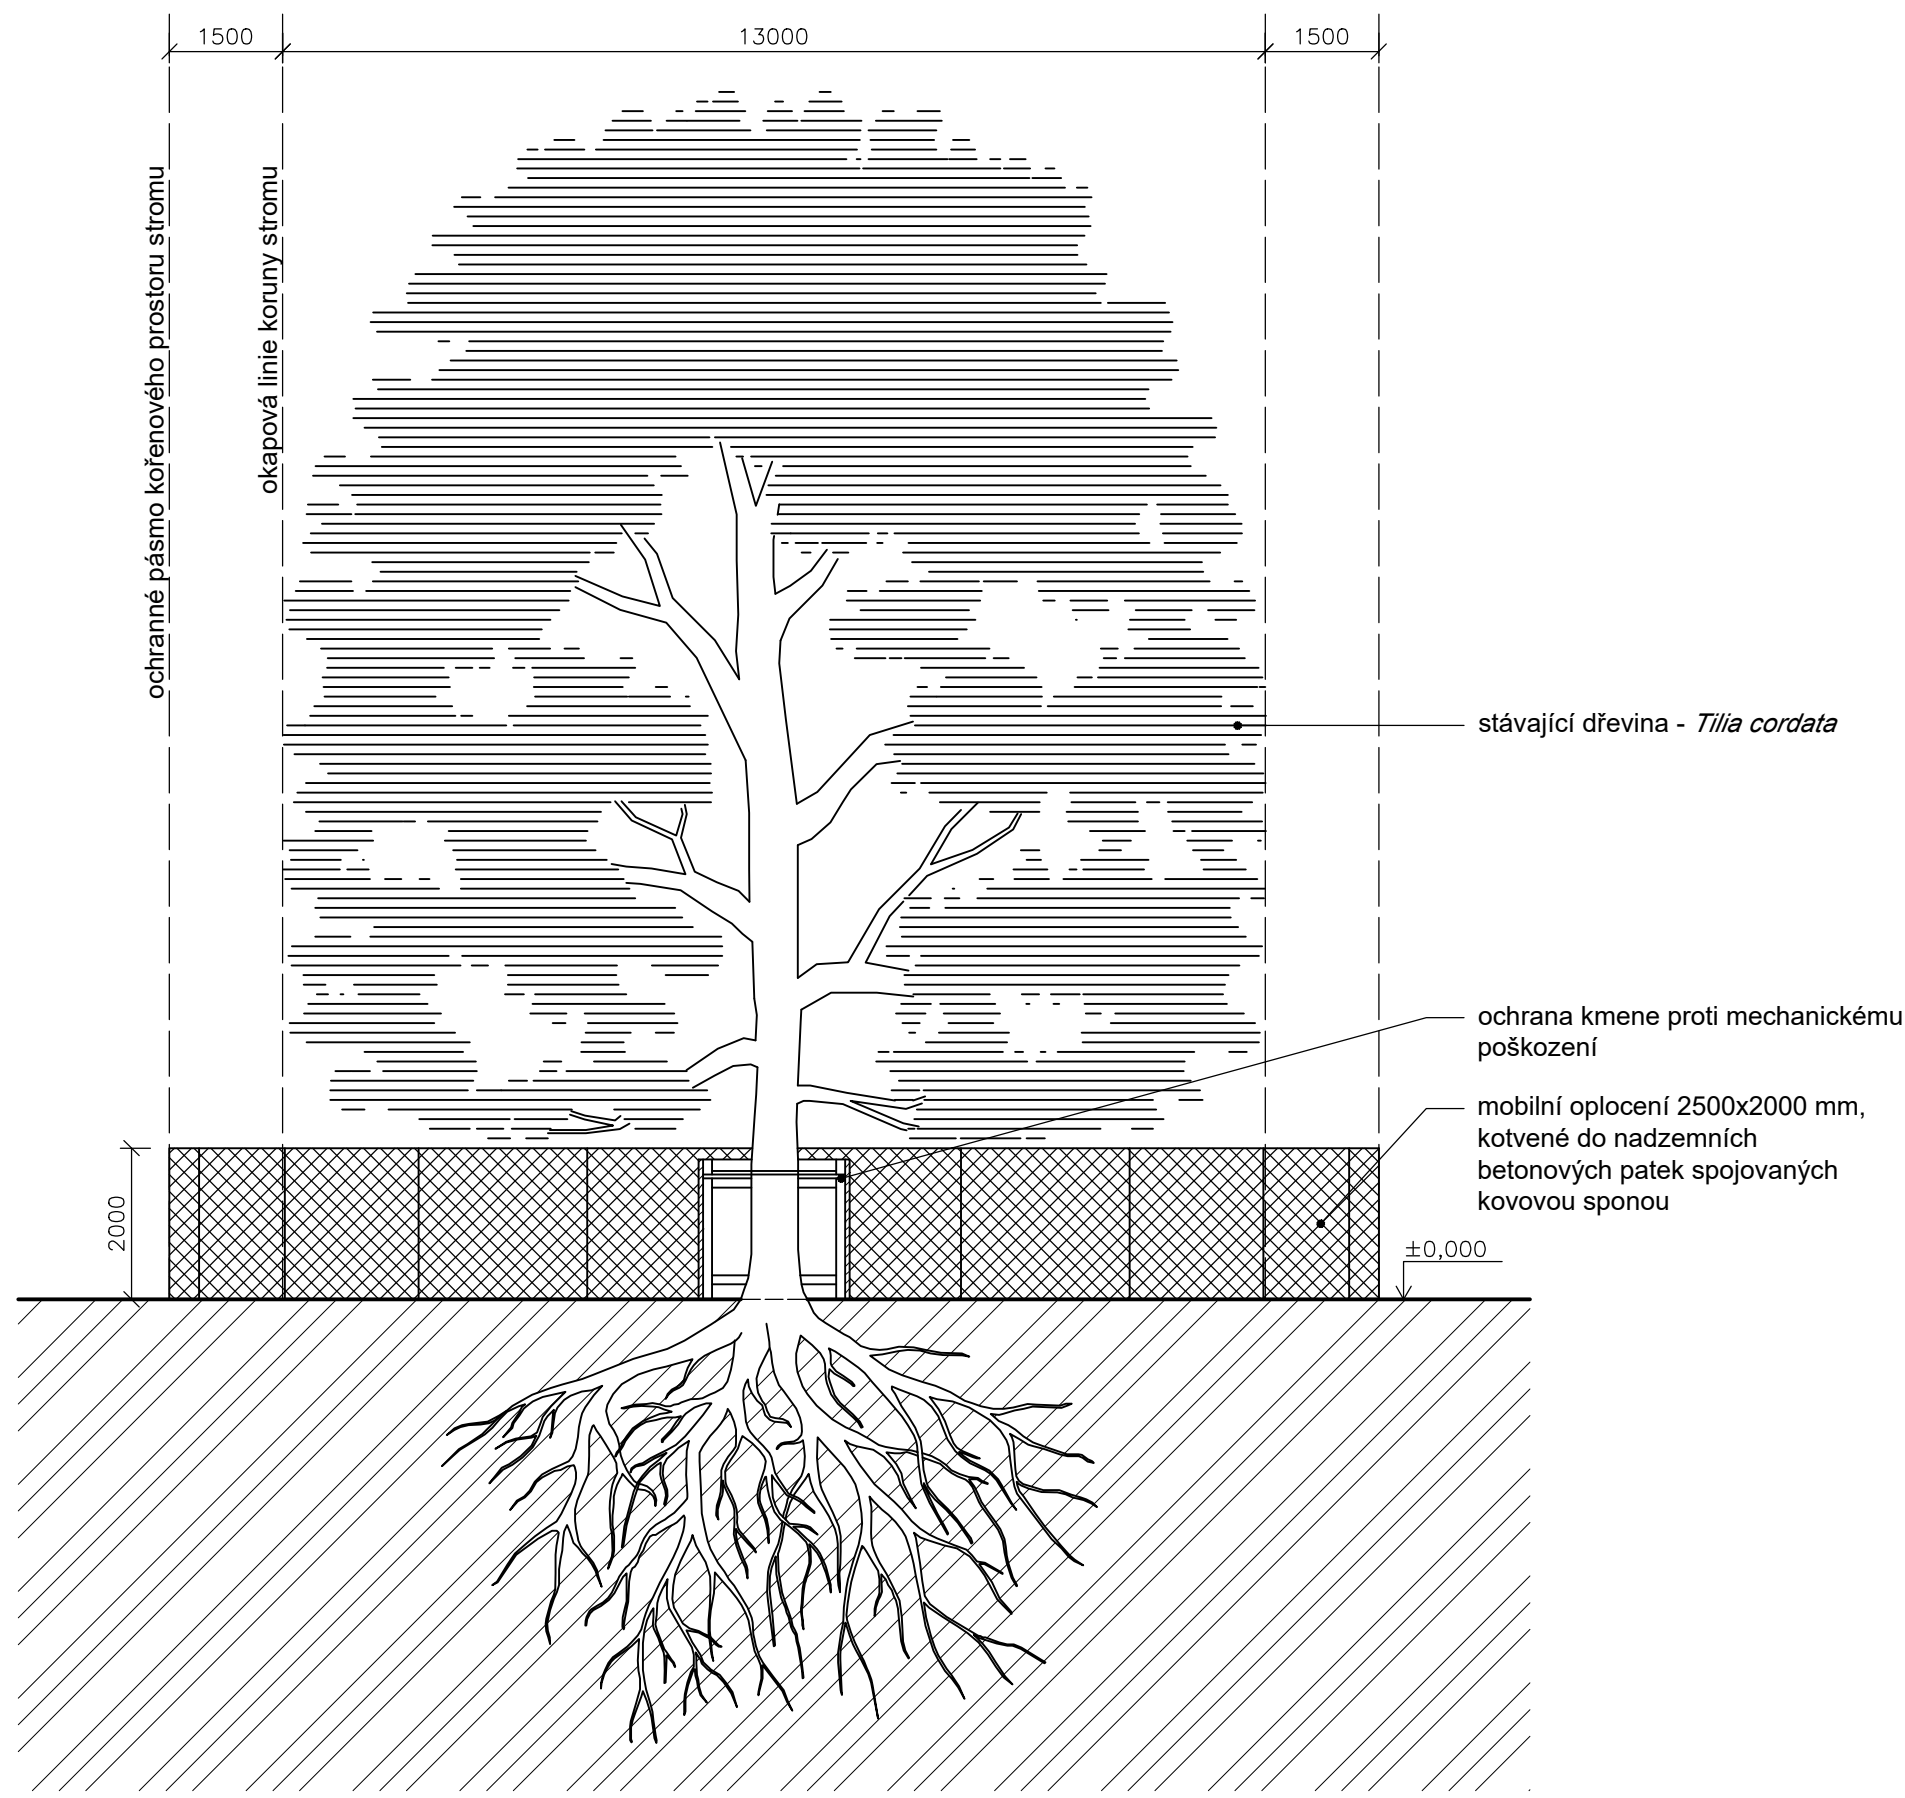 1500
13000
1500
ochranné pásmo kořenového prostoru stromu
okapová linie koruny stromu
stávající dřevina - Tilia cordata
ochrana kmene proti mechanickému
poškození
mobilní oplocení 2500x2000 mm,
kotvené do nadzemních
betonových patek spojovaných
kovovou sponou
2000
±0,000